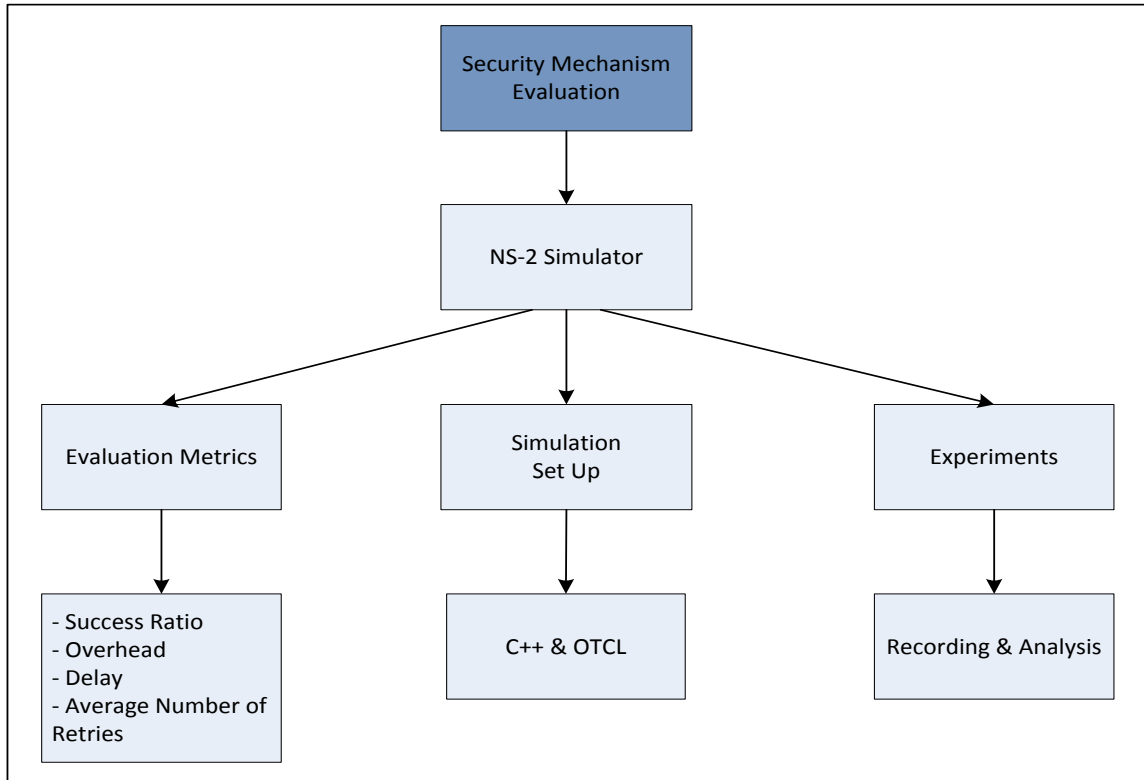 Security Mechanism
Evaluation
NS-2 Simulator
Evaluation Metrics
Simulation
Set Up
Experiments
- Success Ratio
- Overhead
- Delay
- Average Number of
Retries
C++ & OTCL
Recording & Analysis